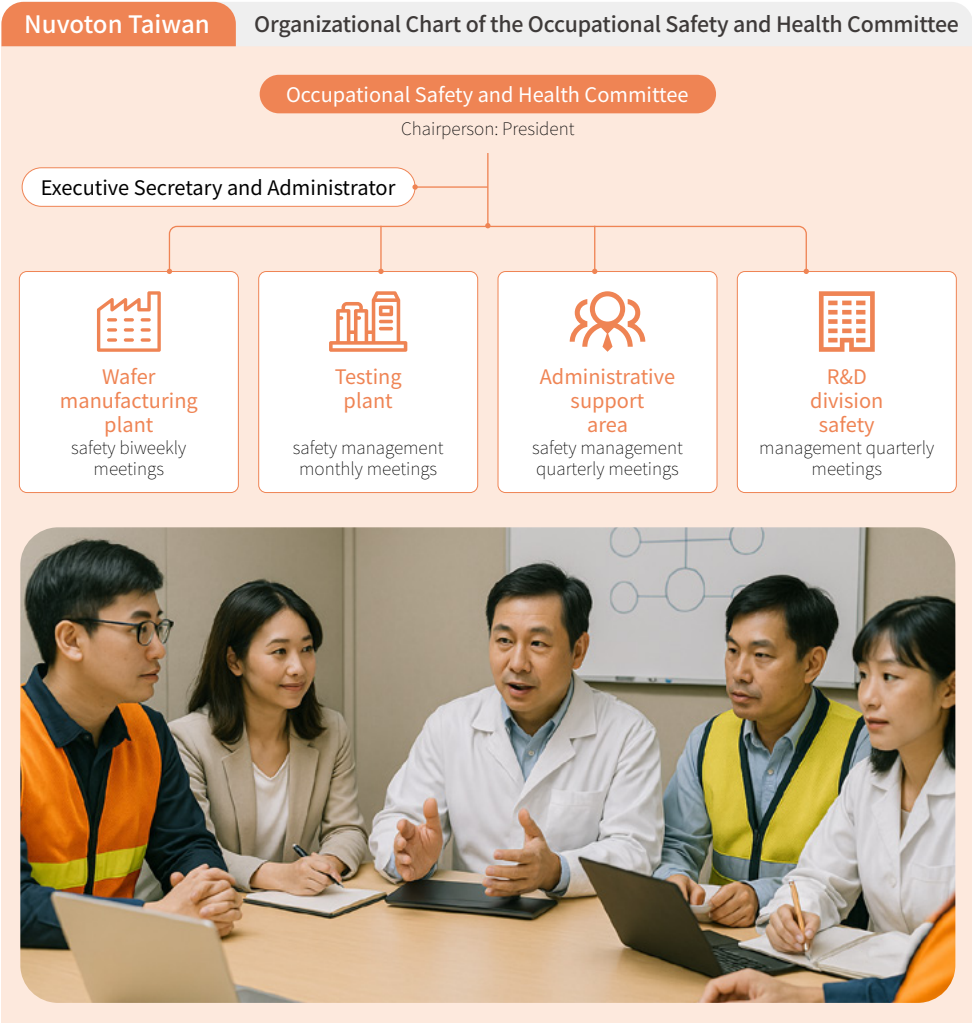 Nuvoton Taiwan
Organizational Chart of the Occupational Safety and Health Committee
Occupational Safety and Health Committee
Chairperson: President
Executive Secretary and Administrator
Wafer
manufacturing
plant
safety biweekly
meetings
Testing
plant
safety management
monthly meetings
Administrative
support
area
safety management
quarterly meetings
R&D
division
safety
management quarterly
meetings